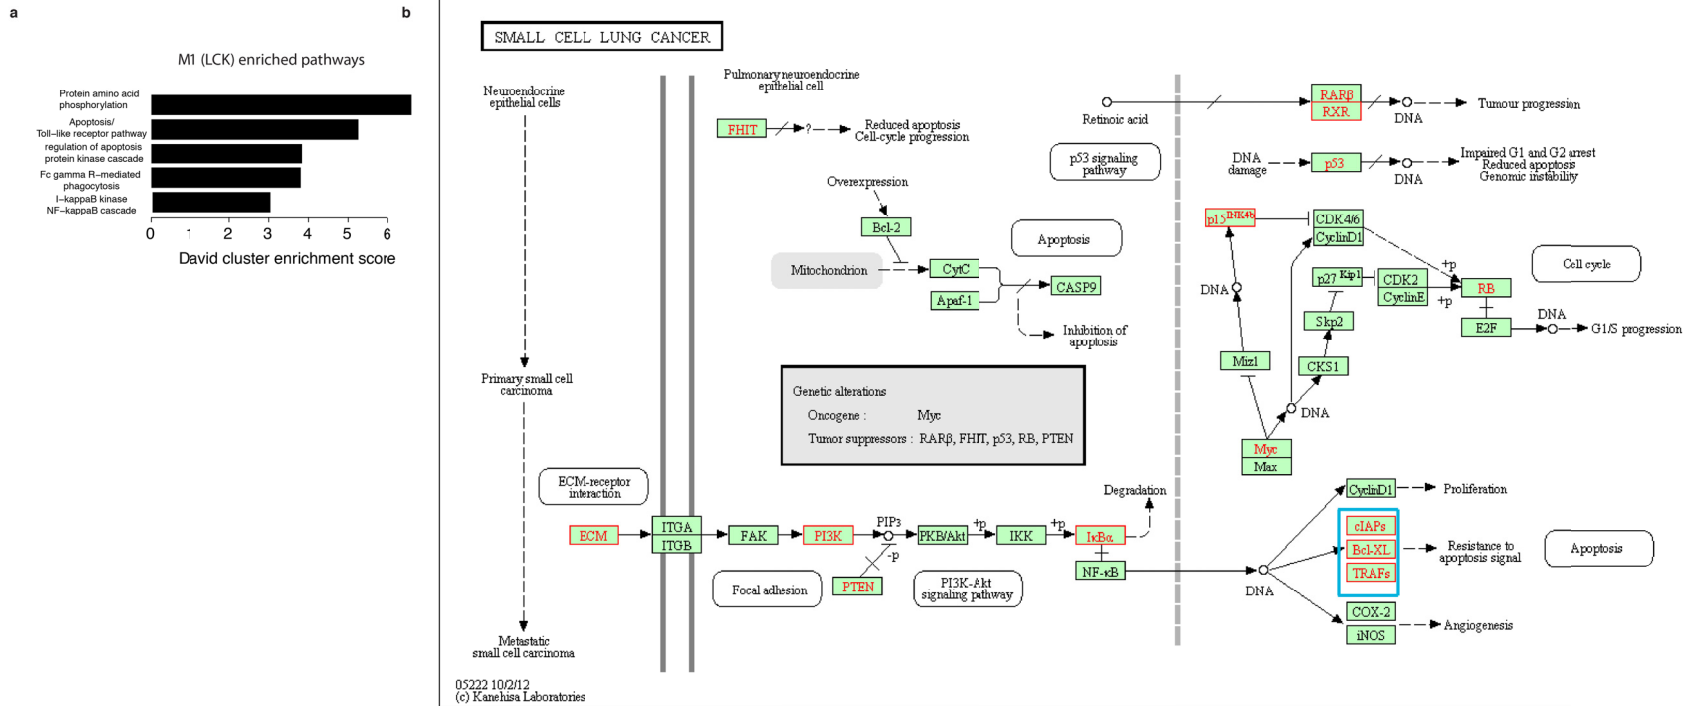 a
b
M1 (LCK) enriched pathways
Protein amino acid
phosphorylation
Apoptosis/
Toll−like receptor pathway
regulation of apoptosis
protein kinase cascade
Fc gamma R−mediated
phagocytosis
I−kappaB kinase
NF−kappaB cascade
0 1 2 3 4 5 6
David cluster enrichment score
SMALL CELL LUNG CANCER
Neuroendocrine
epithelial cells
Primary small cell
carcinoma
Metastatic
small cell carcinoma
Pulmonary neuroendocrine
epithelial cell
FHIT
?
Reduced apoptosis
Cell-cycle progression
Retinoic acid
RARβ
RXR
DNA
Tumour progression
p53 signaling
pathway
DNA
damage
p53
DNA
Impaired G1 and G2 arrest
Reduced apoptosis
Genomic instability
Overexpression
Bcl-2
Apoptosis
Mitochondrion
CytC
Apaf-1
CASP9
Inhibition of
apoptosis
p15INK4b
CDK4/6
CyclinD1
Cell cycle
+p
p27Kip1
CDK2
CyclinE
+p
RB
DNA
Skp2
E2F
DNA
G1/S progression
Miz1
CKS1
DNA
Myc
Max
Genetic alterations
Oncogene : Myc
Tumor suppressors : RARβ, FHIT, p53, RB, PTEN
ECM-receptor
interaction
Degradation
ECM
ITGA
ITGB
FAK
PI3K
PIP3
-p
PKB/Akt
+p
IKK
+p
IκBα
NF-κB
PTEN
Focal adhesion
PI3K-Akt
signaling pathway
DNA
CyclinD1
Proliferation
cIAPs
Bcl-XL
TRAFs
Resistance to
apoptosis signal
Apoptosis
COX-2
iNOS
Angiogenesis
05222 10/2/12
(c) Kanehisa Laboratories